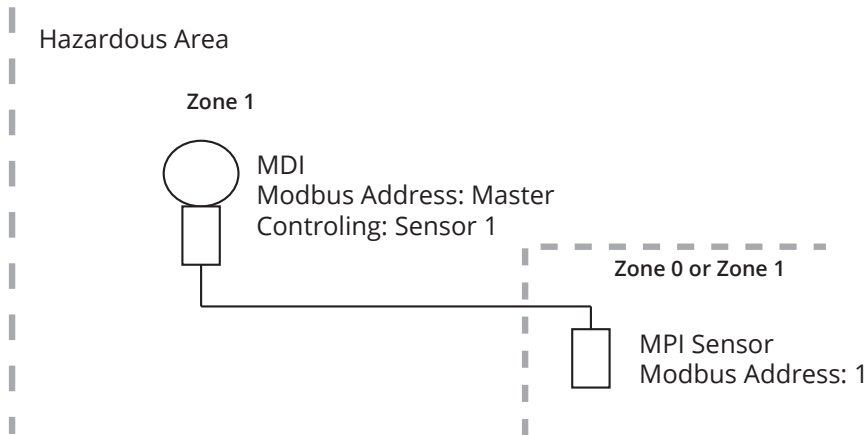 Hazardous Area
Zone 1
MDI
Modbus Address: Master
Controling: Sensor 1
Zone 0 or Zone 1
MPI Sensor
Modbus Address: 1